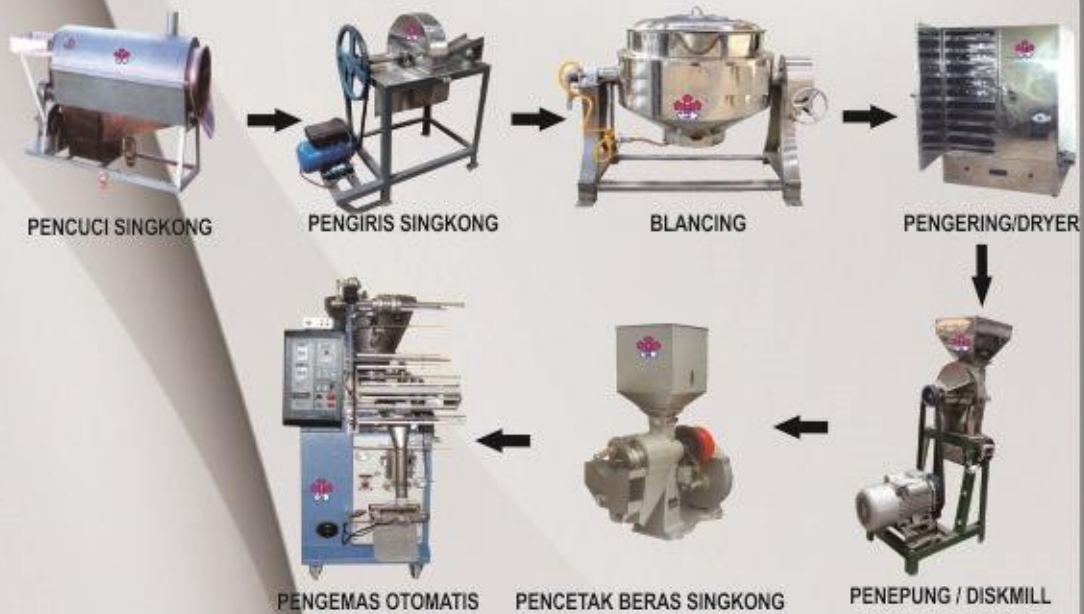 PENCUCI SINGKONG
PENGIRIS SINGKONG
BLANCING
PENGERING/DRYER
PENEPUNG / DISKMILL
PENCETAK BERAS SINGKONG
PENGEMAS OTOMATIS